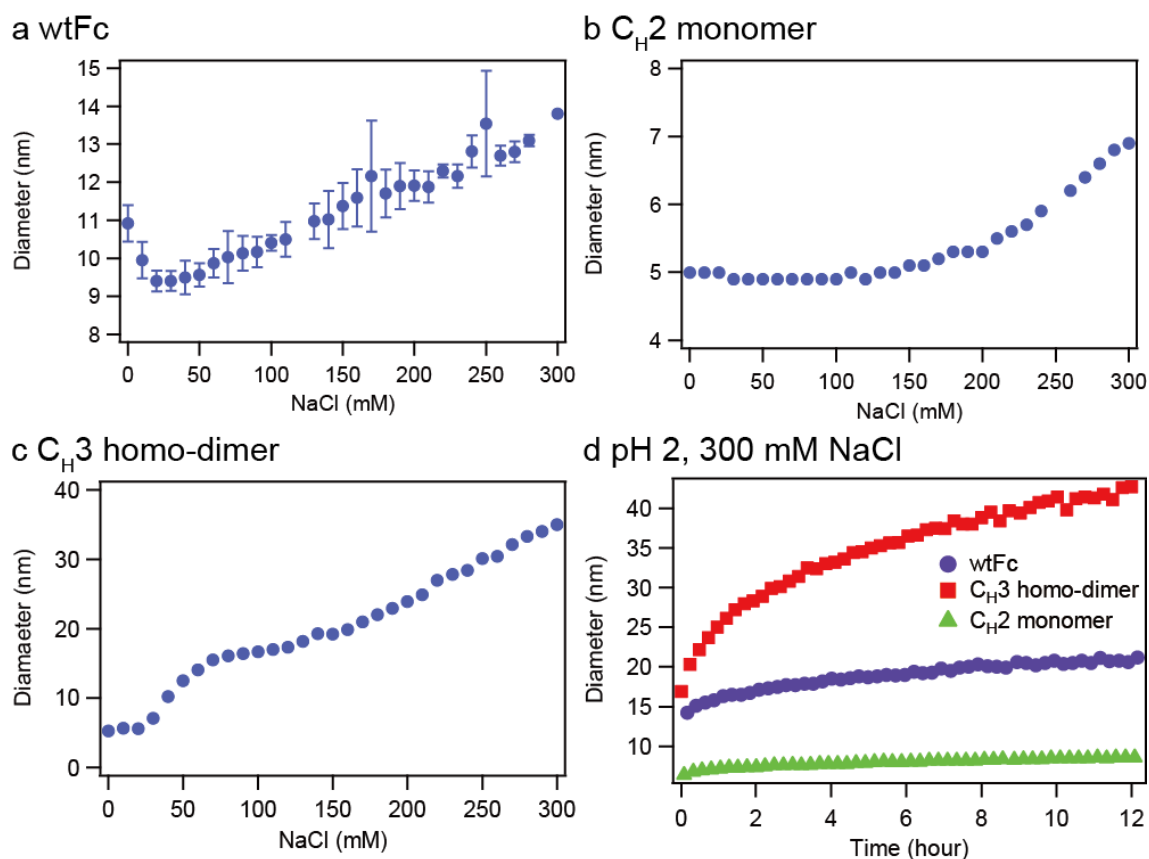 a wtFc
15
14
13
12
11
10
9
8
Diameter (nm)
0 50 100 150 200 250 300
NaCl (mM)
b CH2 monomer
8
7
6
5
4
Diameter (nm)
0 50 100 150 200 250 300
NaCl (mM)
c CH3 homo-dimer
40
30
20
10
0
Diamaeter (nm)
0 50 100 150 200 250 300
NaCl (mM)
d pH 2, 300 mM NaCl
40
35
30
25
20
15
10
Diameter (nm)
wtFc
CH3 homo-dimer
CH2 monomer
0 2 4 6 8 10 12
Time (hour)